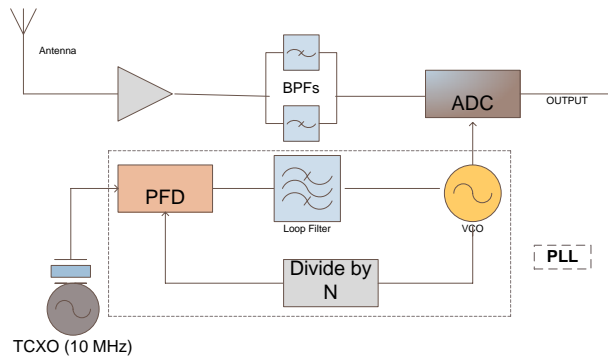 Antenna
BPFs
ADC
OUTPUT
PFD
Loop Filter
VCO
PLL
Divide by
N
TCXO (10 MHz)